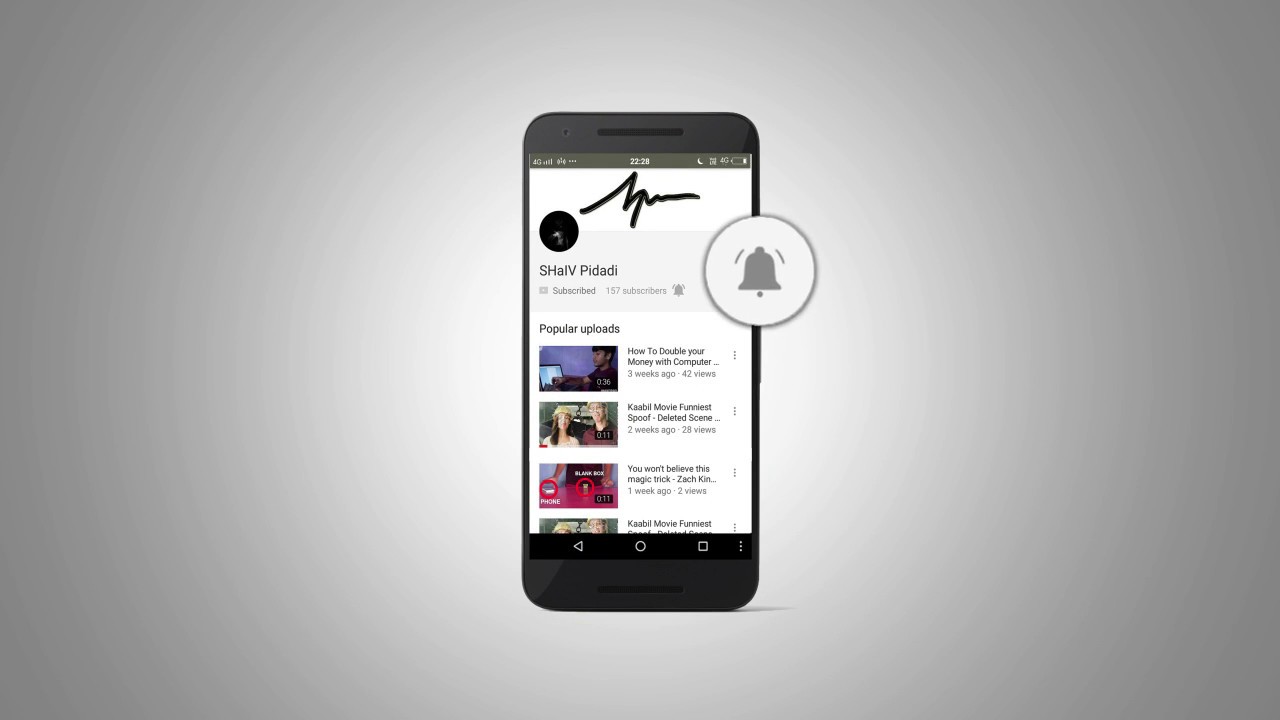 4G 22:28 4G
SHaIV Pidadi
Subscribed 157 subscribers
Popular uploads
0:36
How To Double your
Money with Computer ...
3 weeks ago · 42 views
0:11
Kaabil Movie Funniest
Spoof - Deleted Scene ...
2 weeks ago · 28 views
BLANK BOX
PHONE
0:11
You won't believe this
magic trick - Zach Kin...
1 week ago · 2 views
Kaabil Movie Funniest
Spoof - Deleted Scene